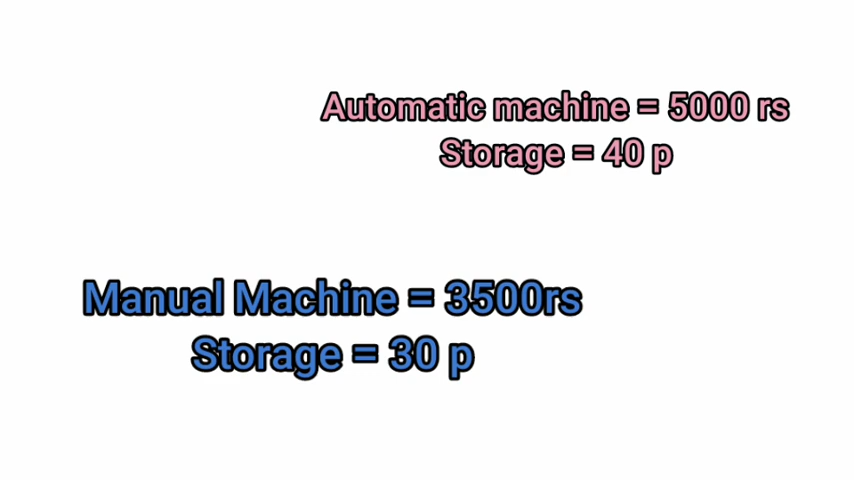 Automatic machine = 5000 rs
Storage = 40 p
Manual Machine = 3500rs
Storage = 30 p